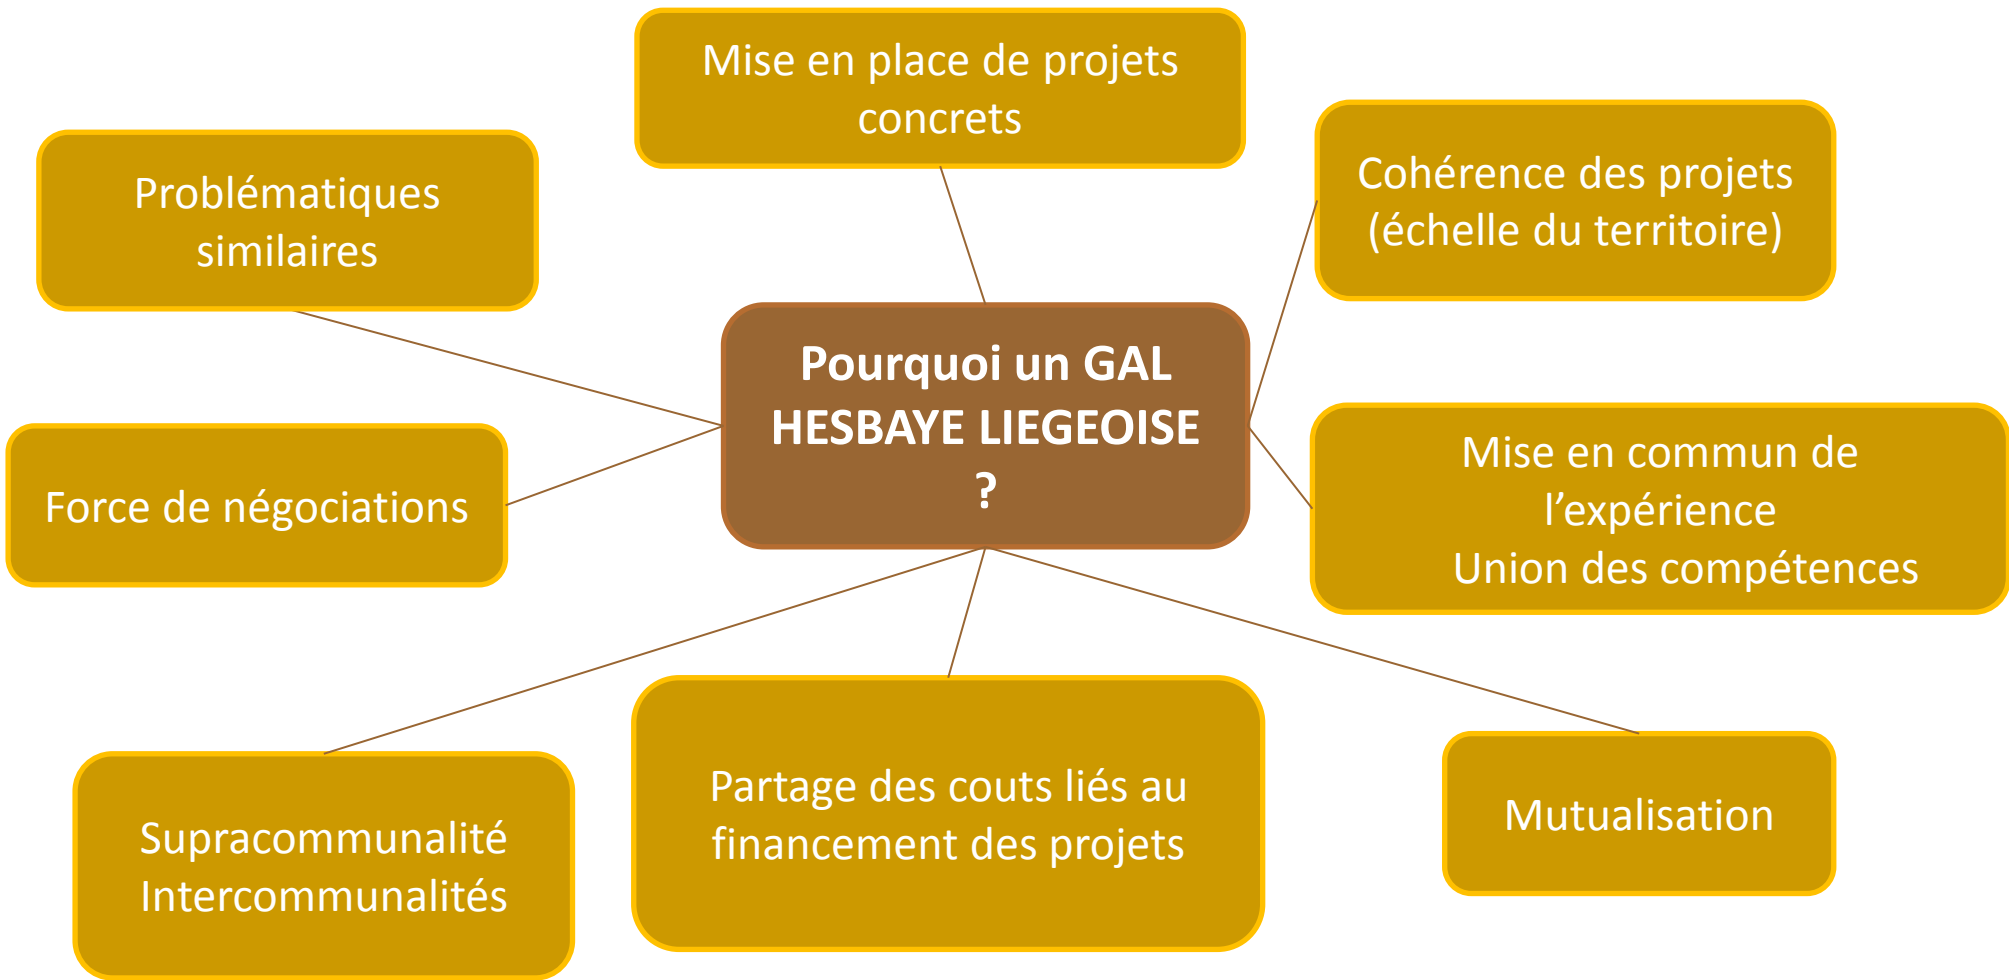 Mise en place de projets
concrets
Problématiques
similaires
Cohérence des projets
(échelle du territoire)
Pourquoi un GAL
HESBAYE LIEGEOISE
?
Force de négociations
Mise en commun de
l’expérience
Union des compétences
Supracommunalité
Intercommunalités
Partage des couts liés au
financement des projets
Mutualisation